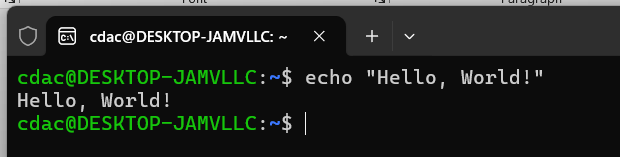 cdac@DESKTOP-JAMVLLC: ~
cdac@DESKTOP-JAMVLLC:~$ echo "Hello, World!"
Hello, World!
cdac@DESKTOP-JAMVLLC:~$